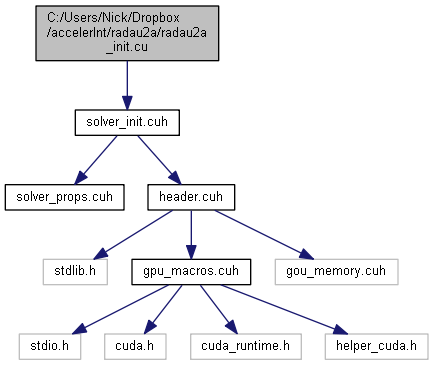 C:/Users/Nick/Dropbox
/accelerInt/radau2a/radau2a
_init.cu
solver_init.cuh
solver_props.cuh
header.cuh
stdlib.h
gpu_macros.cuh
gou_memory.cuh
stdio.h
cuda.h
cuda_runtime.h
helper_cuda.h